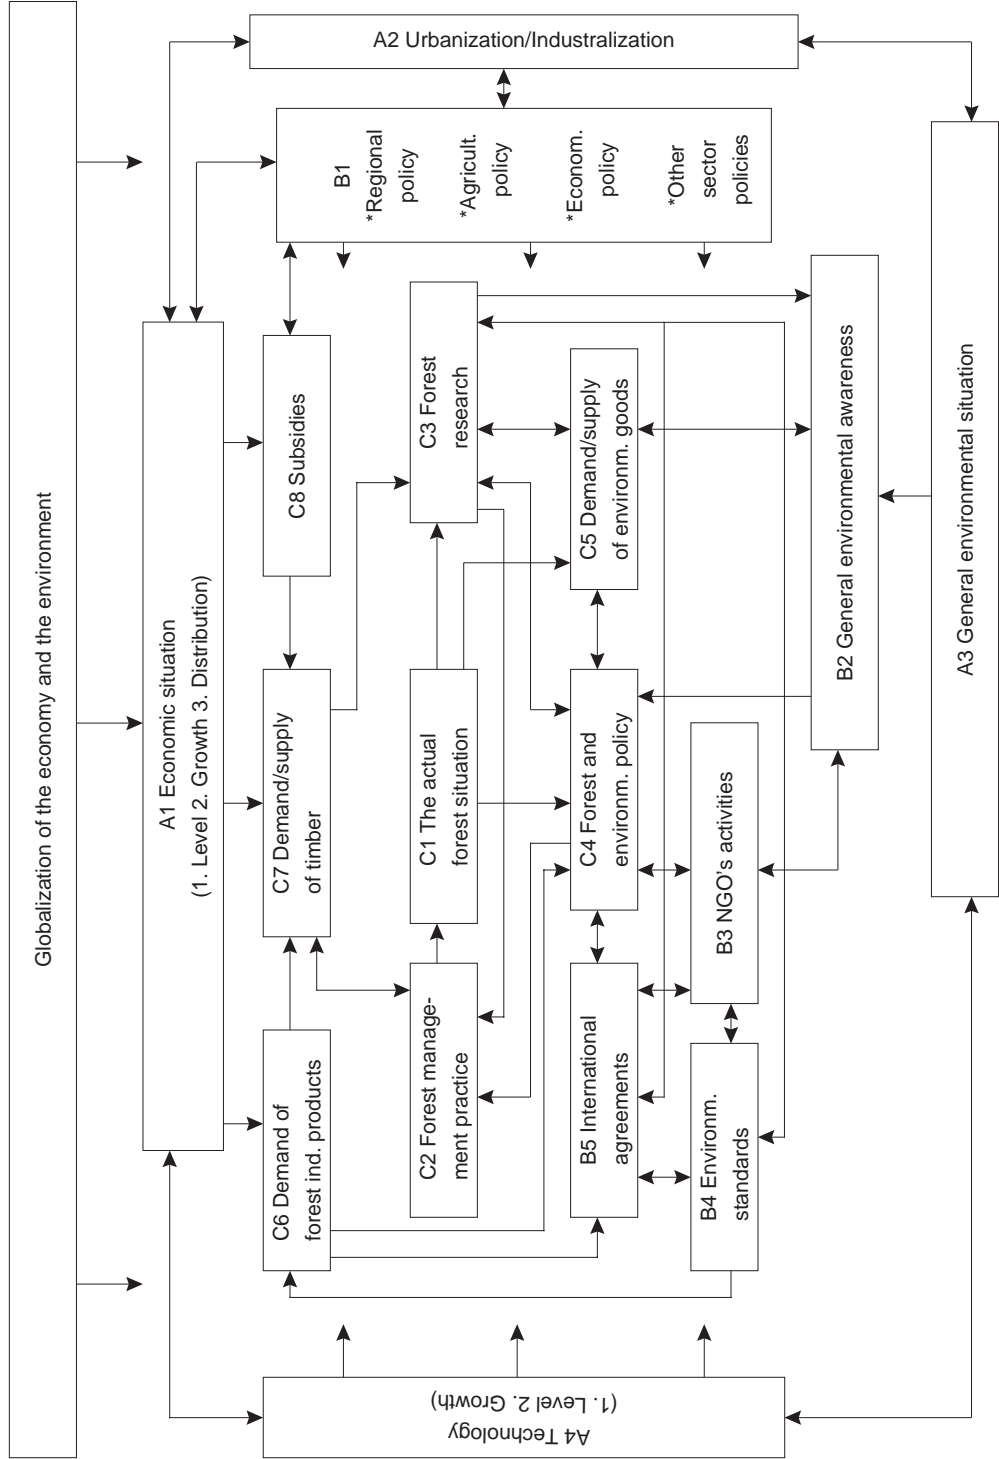 Globalization of the economy and the environment
A1 Economic situation
(1. Level 2. Growth 3. Distribution)
A2 Urbanization/Industralization
B1
*Regional
policy
*Agricult.
policy
*Econom.
policy
*Other
sector
policies
C6 Demand of
forest ind. products
C7 Demand/supply
of timber
C8 Subsidies
C2 Forest manage-
ment practice
C1 The actual
forest situation
C3 Forest
research
B5 International
agreements
C4 Forest and
environm. policy
C5 Demand/supply
of environm. goods
B4 Environm.
standards
B3 NGO's activities
B2 General environmental awareness
A3 General environmental situation
A4 Technology
(1. Level 2. Growth)